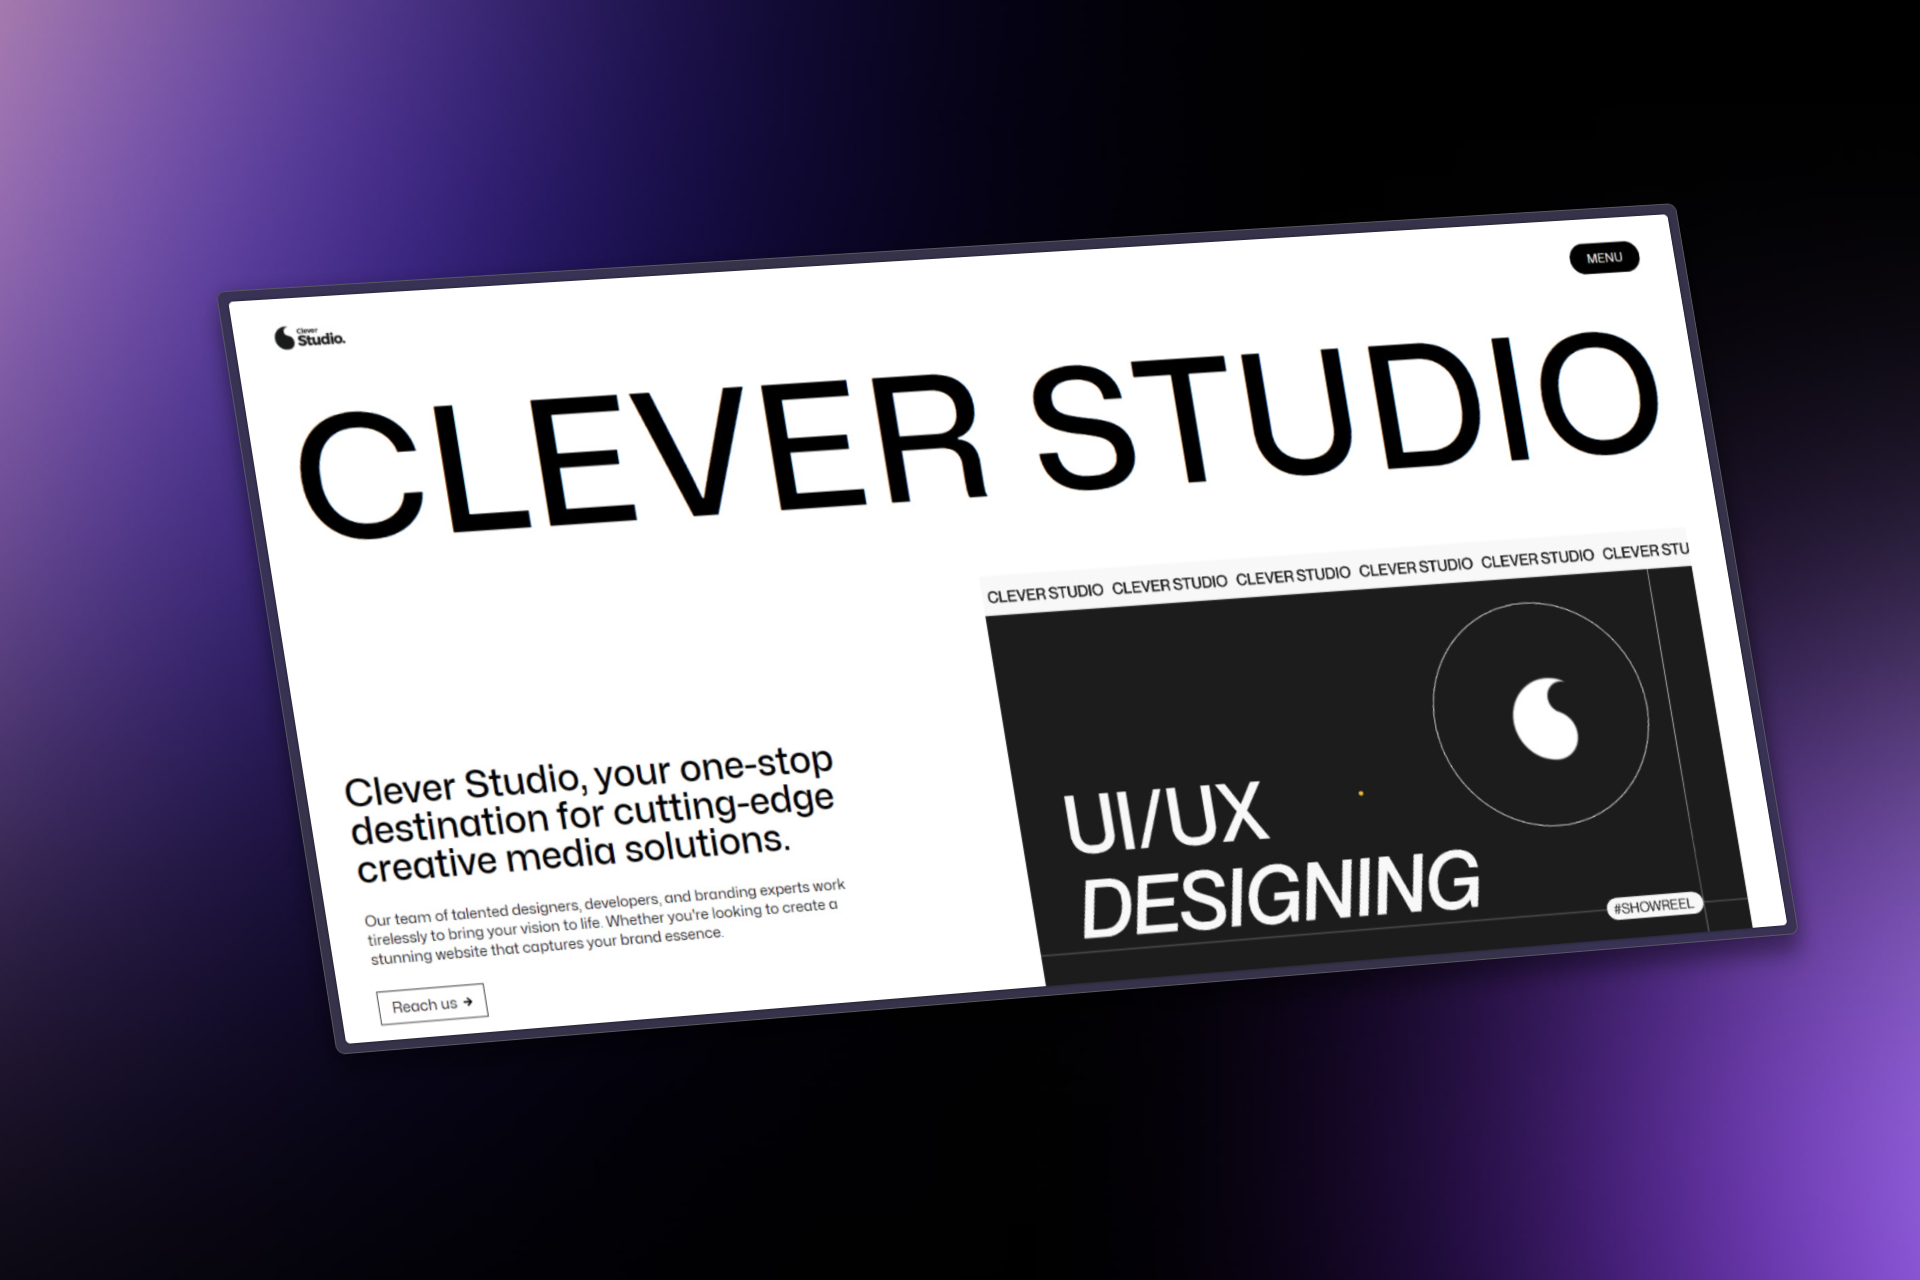 Clever
Studio.
MENU
CLEVER STUDIO
CLEVER STUDIO CLEVER STUDIO CLEVER STUDIO CLEVER STUDIO CLEVER STUDIO CLEVER STU
UI/UX
DESIGNING
#SHOWREEL
Clever Studio, your one-stop
destination for cutting-edge
creative media solutions.
Our team of talented designers, developers, and branding experts work
tirelessly to bring your vision to life. Whether you're looking to create a
stunning website that captures your brand essence.
Reach us →